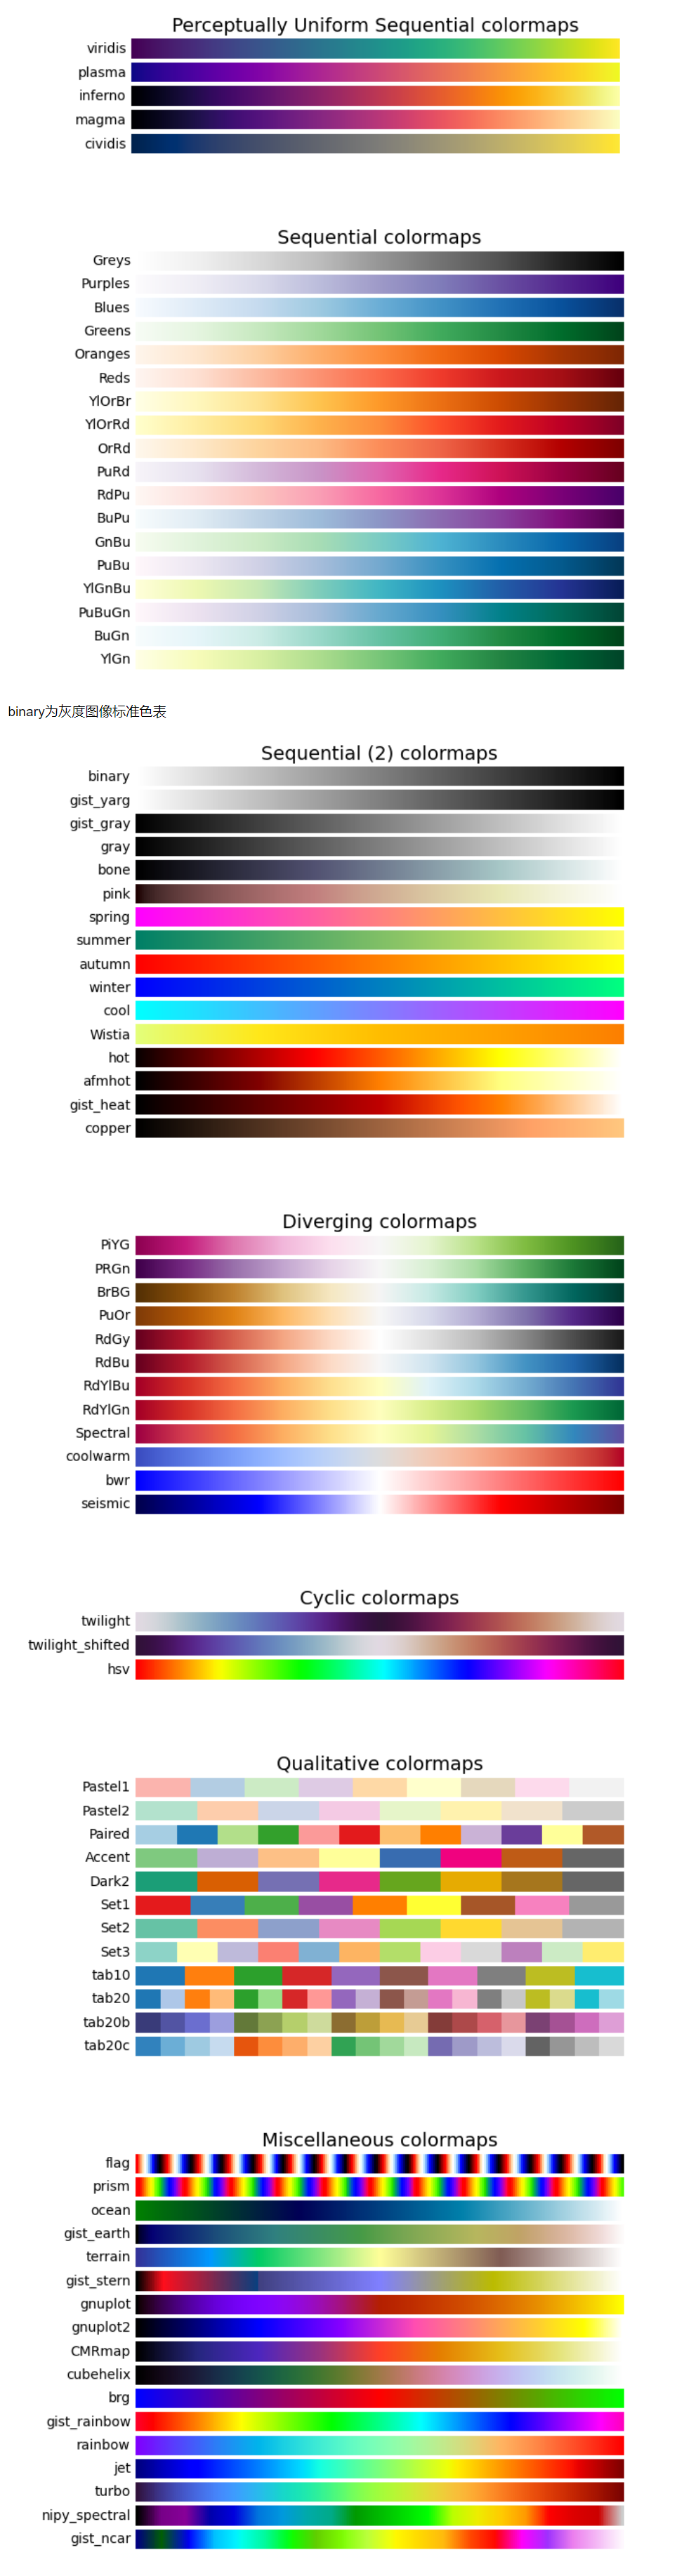 Perceptually Uniform Sequential colormaps
viridis
plasma
inferno
magma
cividis
Sequential colormaps
Greys
Purples
Blues
Greens
Oranges
Reds
YlOrBr
YlOrRd
OrRd
PuRd
RdPu
BuPu
GnBu
PuBu
YlGnBu
PuBuGn
BuGn
YlGn
binary为灰度图像标准色表
Sequential (2) colormaps
binary
gist_yarg
gist_gray
gray
bone
pink
spring
summer
autumn
winter
cool
Wistia
hot
afmhot
gist_heat
copper
Diverging colormaps
PiYG
PRGn
BrBG
PuOr
RdGy
RdBu
RdYlBu
RdYlGn
Spectral
coolwarm
bwr
seismic
Cyclic colormaps
twilight
twilight_shifted
hsv
Qualitative colormaps
Pastel1
Pastel2
Paired
Accent
Dark2
Set1
Set2
Set3
tab10
tab20
tab20b
tab20c
Miscellaneous colormaps
flag
prism
ocean
gist_earth
terrain
gist_stern
gnuplot
gnuplot2
CMRmap
cubehelix
brg
gist_rainbow
rainbow
jet
turbo
nipy_spectral
gist_ncar